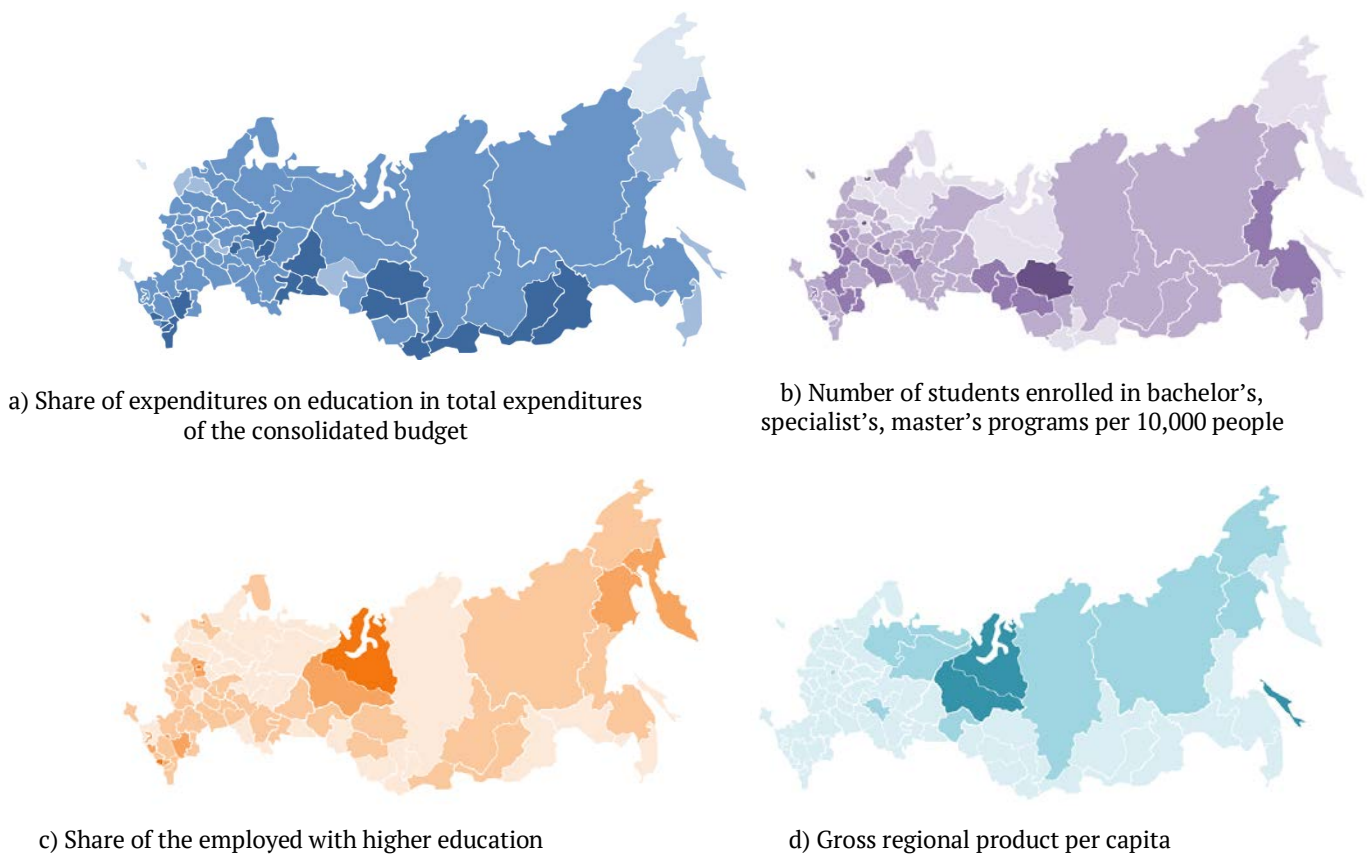 a) Share of expenditures on education in total expenditures
of the consolidated budget
b) Number of students enrolled in bachelor’s,
specialist’s, master’s programs per 10,000 people
c) Share of the employed with higher education
d) Gross regional product per capita